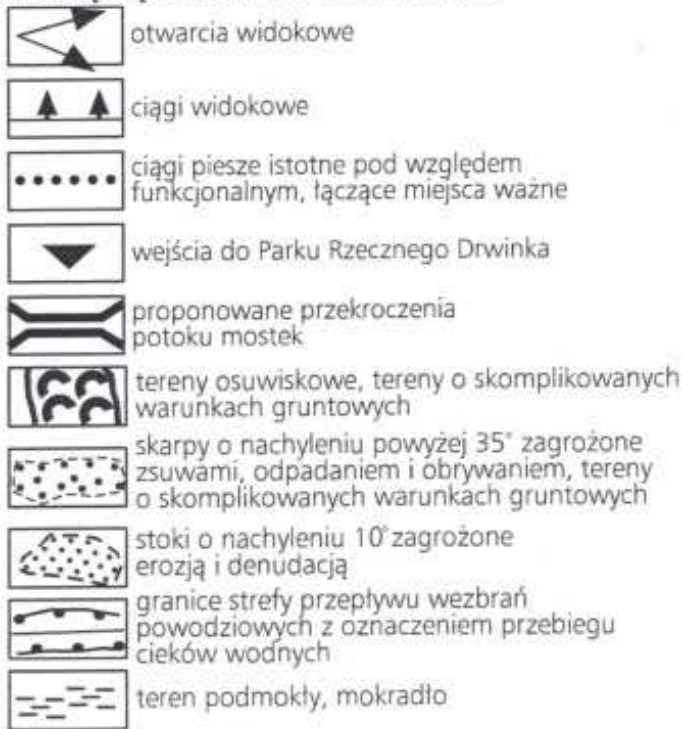 otwarcia widokowe
ciągi widokowe
ciągi piesze istotne pod względem
funkcjonalnym, łączące miejsca ważne
wejścia do Parku Rzecznego Drwinka
proponowane przekroczenia
potoku mostek
tereny osuwiskowe, tereny o skomplikowanych
warunkach gruntowych
skarpy o nachyleniu powyżej 35° zagrożone
zsuwami, odpadaniem i obrywaniem, tereny
o skomplikowanych warunkach gruntowych
stoki o nachyleniu 10° zagrożone
erozją i denudacją
granice strefy przepływu wezbrań
powodziowych z oznaczeniem przebiegu
cieków wodnych
teren podmokły, mokradło